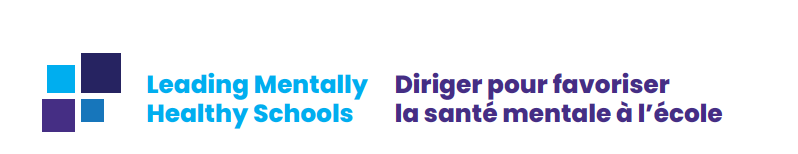 Leading Mentally
Healthy Schools
Diriger pour favoriser
la santé mentale à l’école